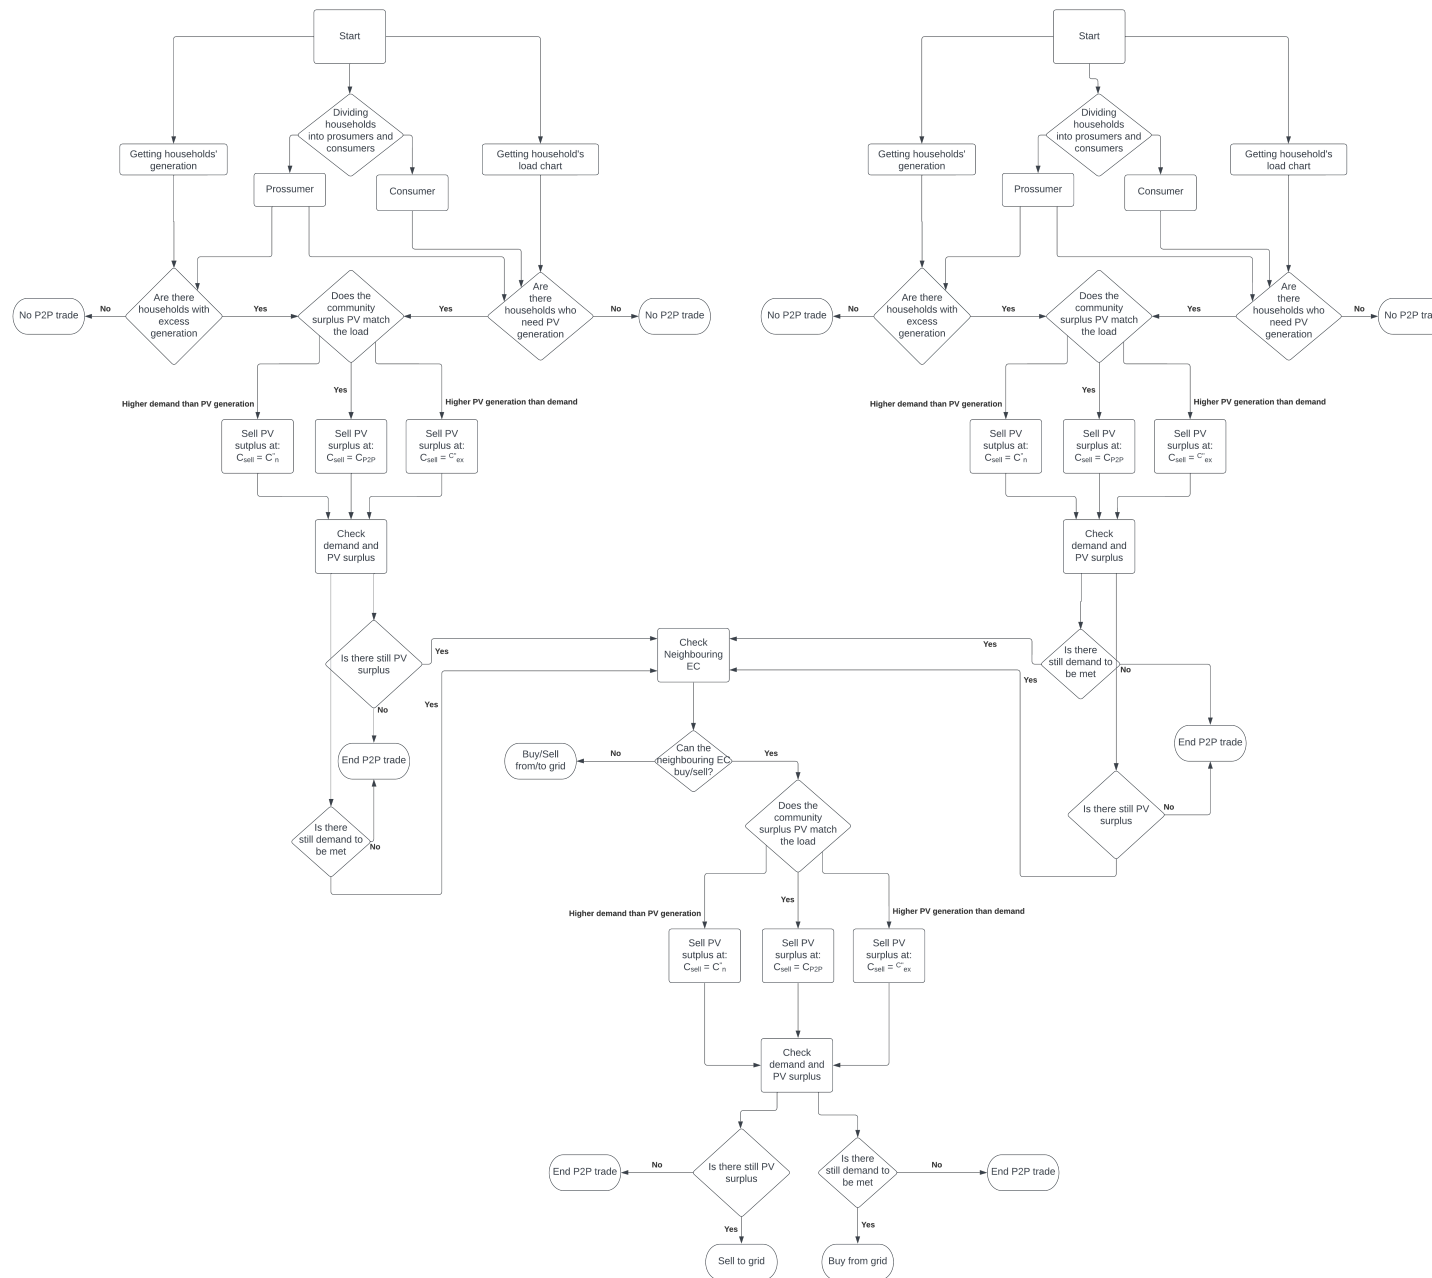 Start
Start
Dividing
households
into prosumers and
consumers
Dividing
households
into prosumers and
consumers
Getting households'
generation
Getting household's
load chart
Getting households'
generation
Getting household's
load chart
Prossumer
Consumer
Prossumer
Consumer
No P2P trade
No
Are there
households with
excess
generation
Yes
Does the
community
surplus PV match
the load
Yes
Are
there
households who
need PV
generation
No
No P2P trade
No P2P trade
No
Are there
households with
excess
generation
Yes
Does the
community
surplus PV match
the load
Yes
Are
there
households who
need PV
generation
No
No P2P tra
Higher demand than PV generation
Yes
Higher PV generation than demand
Higher demand than PV generation
Yes
Higher PV generation than demand
Sell PV
sutplus at:
Csell = C*n
Sell PV
surplus at:
Csell = CP2P
Sell PV
surplus at:
Csell = C*ex
Sell PV
sutplus at:
Csell = C*n
Sell PV
surplus at:
Csell = CP2P
Sell PV
surplus at:
Csell = C*ex
Check
demand and
PV surplus
Check
demand and
PV surplus
Is there still PV
surplus
Yes
No
Yes
Check
Neighbouring
EC
Yes
Yes
Is there
still demand to
be met
No
End P2P trade
End P2P trade
Is there
still demand to
be met
No
Is there still PV
surplus
No
Buy/Sell
from/to grid
No
Can the
neighbouring EC
buy/sell?
Yes
Does the
community
surplus PV match
the load
Higher demand than PV generation
Yes
Higher PV generation than demand
Sell PV
sutplus at:
Csell = C*n
Sell PV
surplus at:
Csell = CP2P
Sell PV
surplus at:
Csell = C*ex
Check
demand and
PV surplus
End P2P trade
No
Is there still PV
surplus
Is there
still demand to
be met
No
End P2P trade
Yes
Yes
Sell to grid
Buy from grid